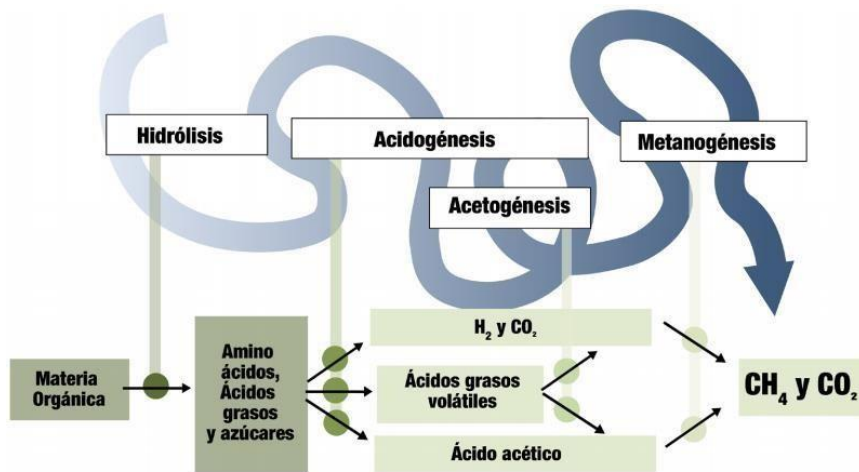 Hidrólisis
Acidogénesis
Metanogénesis
Acetogénesis
H₂ y CO₂
Materia
Orgánica
Amino
ácidos,
Ácidos
grasos
y azúcares
Ácidos grasos
volátiles
CH₄ y CO₂
Ácido acético